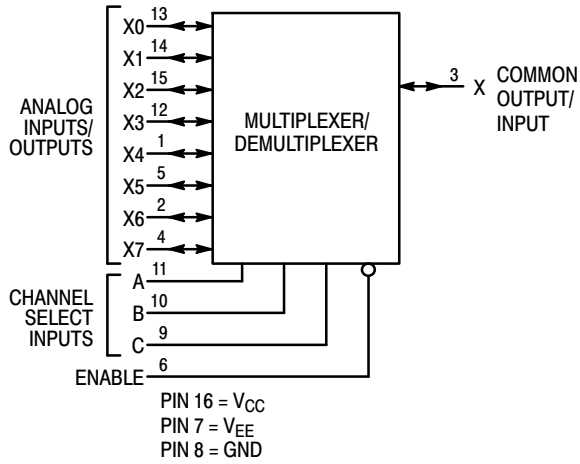 X0 13
X1 14
X2 15
X3 12
X4 1
X5 5
X6 2
X7 4
ANALOG
INPUTS/
OUTPUTS
MULTIPLEXER/
DEMULTIPLEXER
3 X COMMON
OUTPUT/
INPUT
A 11
B 10
C 9
CHANNEL
SELECT
INPUTS
ENABLE 6
PIN 16 = VCC
PIN 7 = VEE
PIN 8 = GND